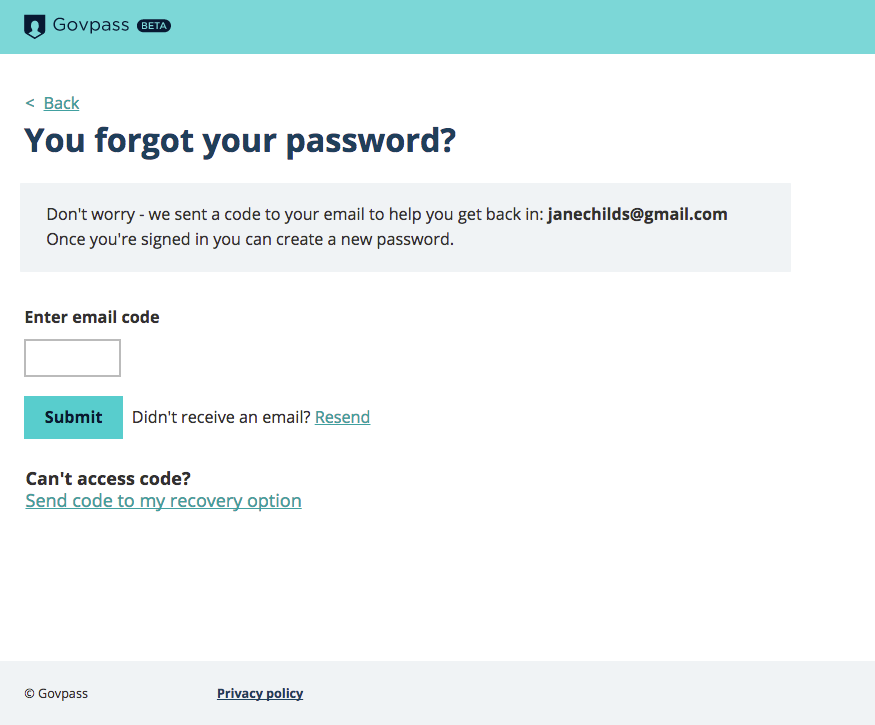 Govpass BETA
< Back
You forgot your password?
Don't worry - we sent a code to your email to help you get back in: janechilds@gmail.com
Once you're signed in you can create a new password.
Enter email code
Submit Didn't receive an email? Resend
Can't access code?
Send code to my recovery option
© Govpass Privacy policy